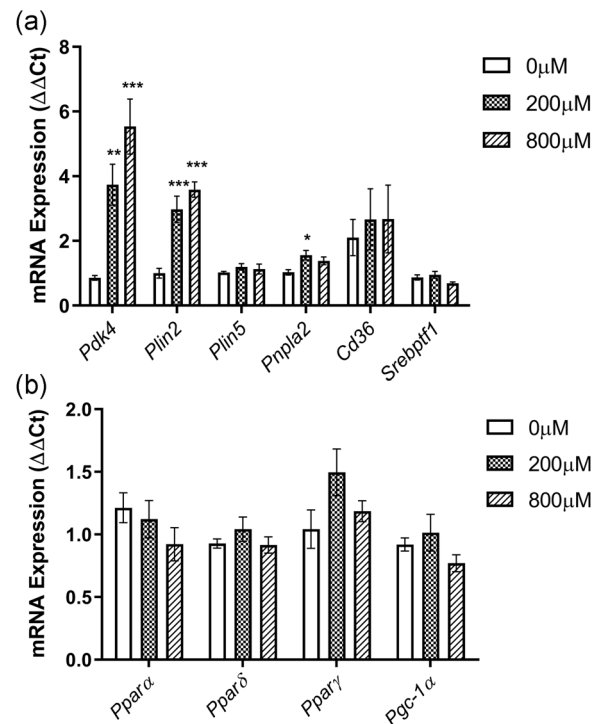 (a)
mRNA Expression (ΔΔCt)
8
6
4
2
0
**
***
***
***
*
Pdk4
Plin2
Plin5
Pnpla2
Cd36
Srebptf1
0μM
200μM
800μM
(b)
mRNA Expression (ΔΔCt)
2.0
1.5
1.0
0.5
0.0
Pparα
Pparδ
Pparγ
Pgc-1α
0μM
200μM
800μM